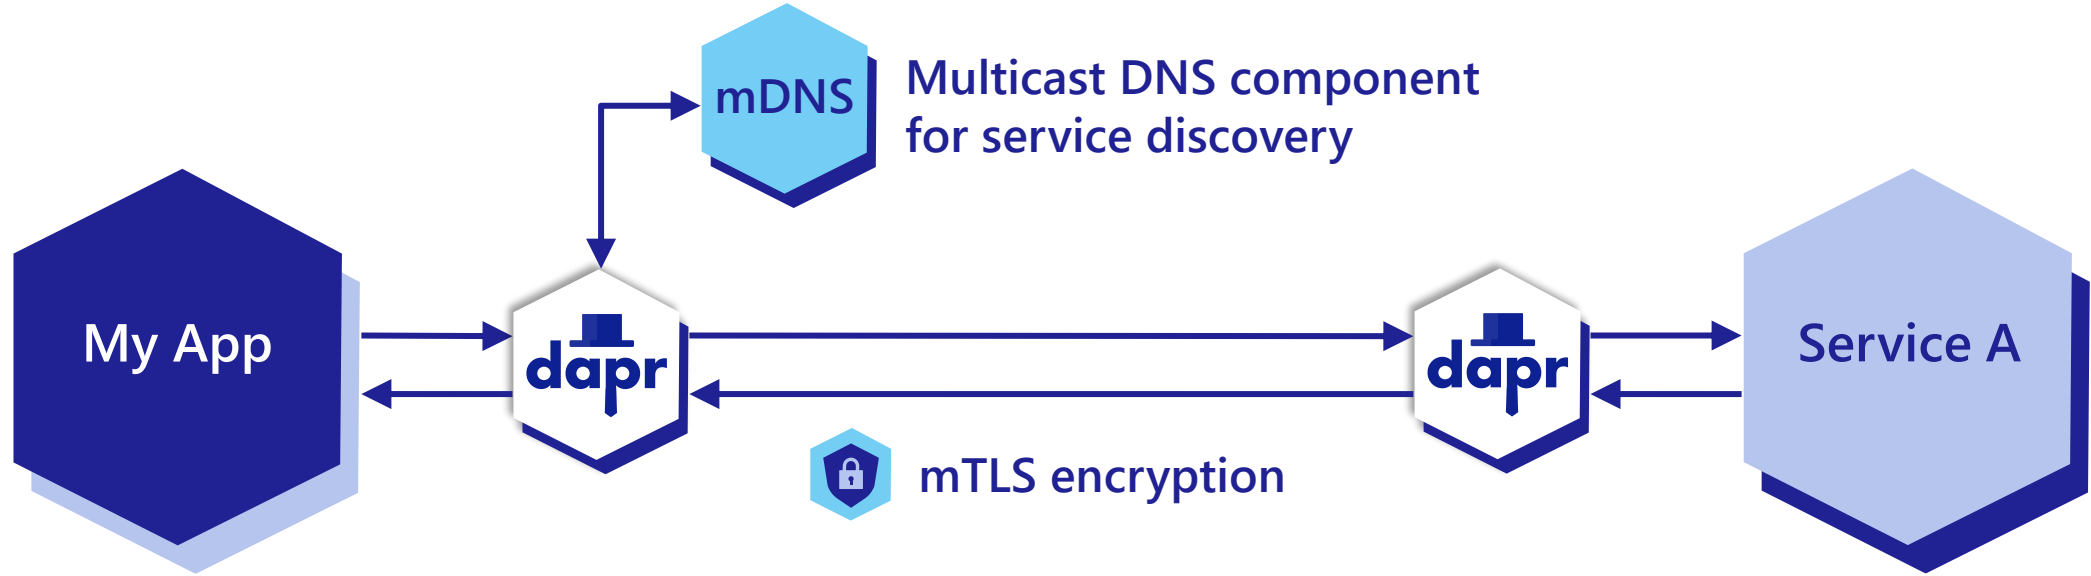 mDNS
Multicast DNS component
for service discovery
My App
dapr
dapr
Service A
mTLS encryption